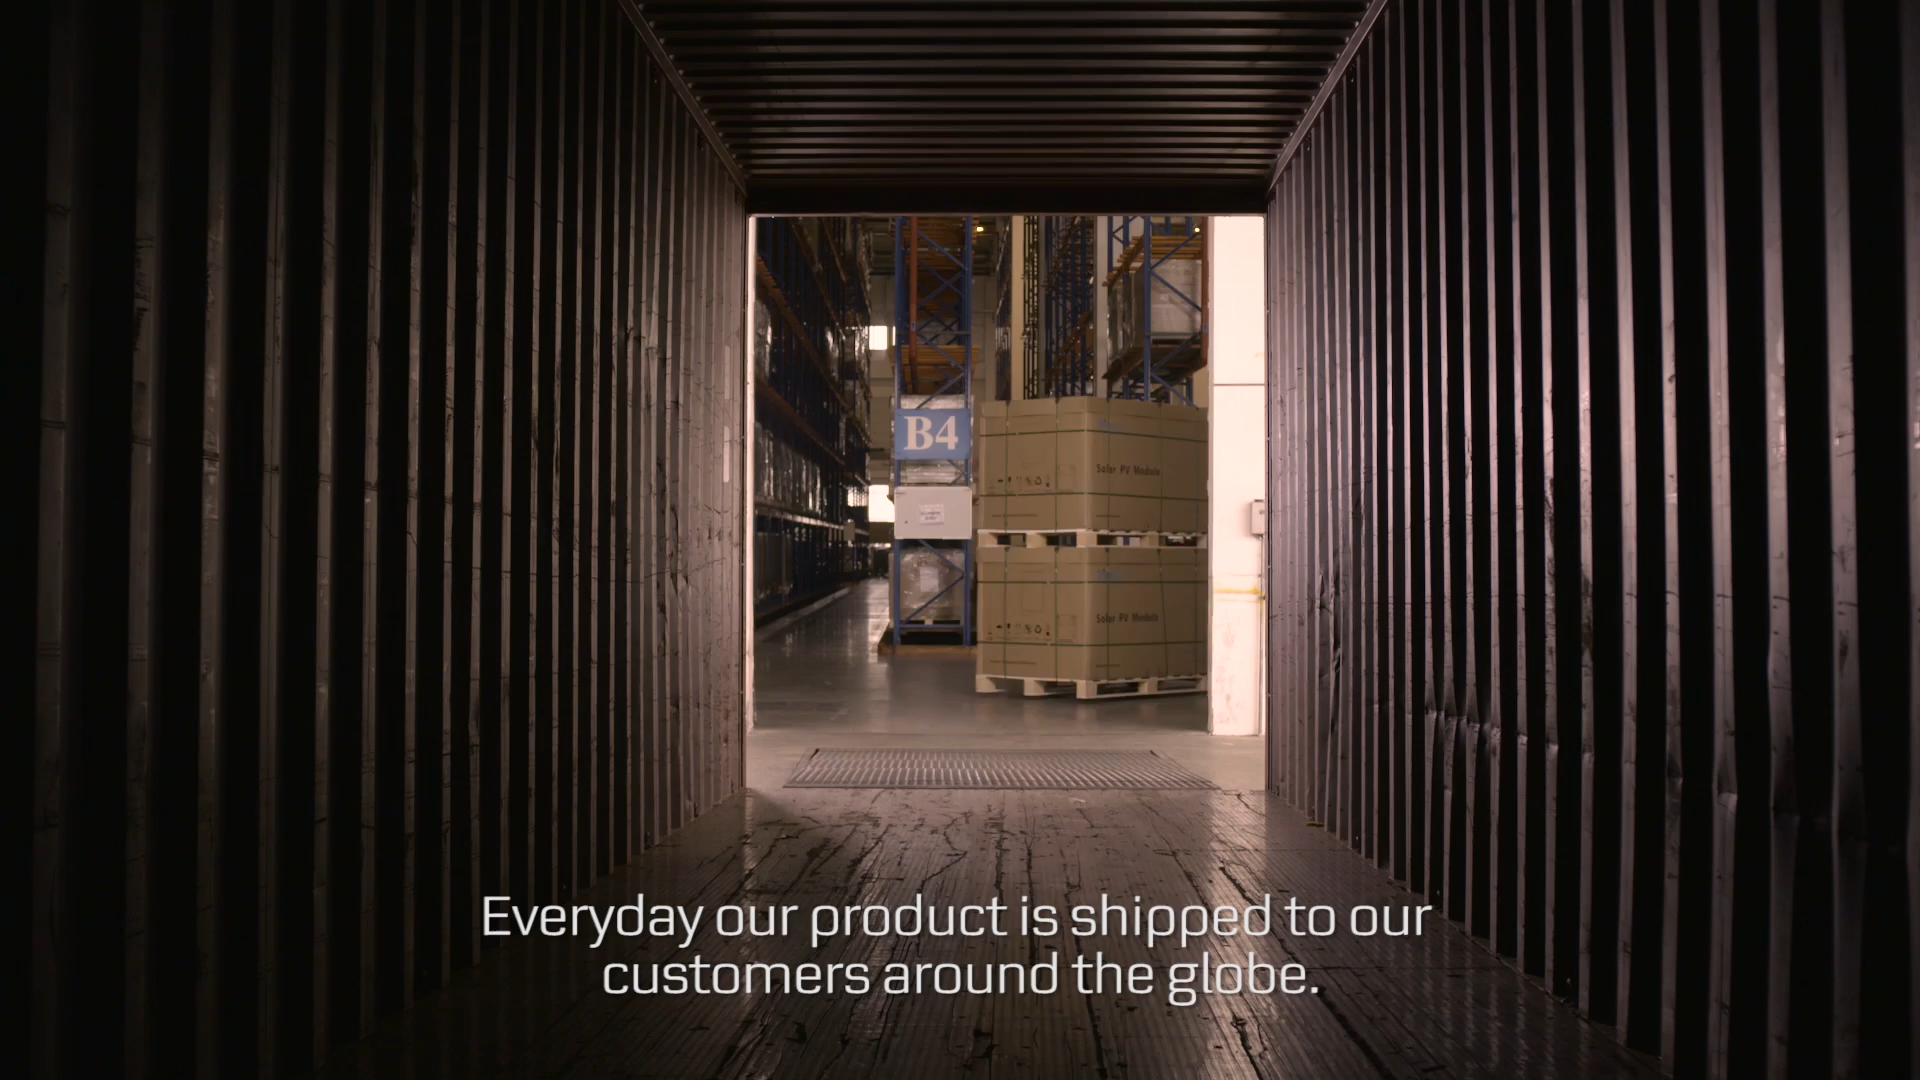 B4
Solar PV Module
Solar PV Module
Everyday our product is shipped to our
customers around the globe.